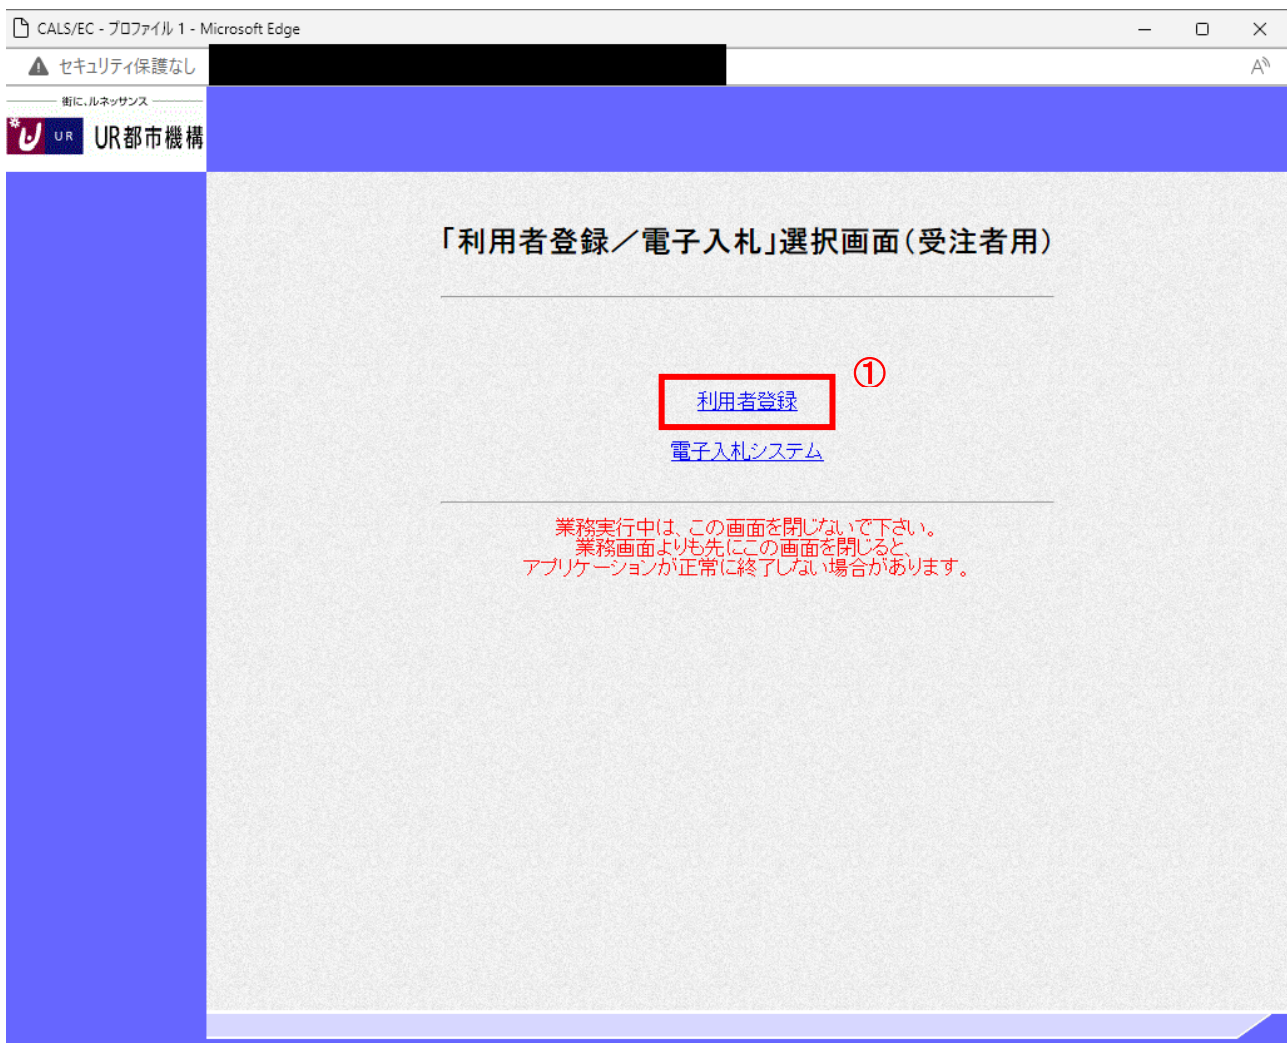 CALS/EC - プロファイル 1 - Microsoft Edge
セキュリティ保護なし
A
街に、ルネッサンス
UR UR都市機構
「利用者登録／電子入札」選択画面（受注者用）
①
利用者登録
電子入札システム
業務実行中は、この画面を閉じないで下さい。
業務画面よりも先にこの画面を閉じると、
アプリケーションが正常に終了しない場合があります。